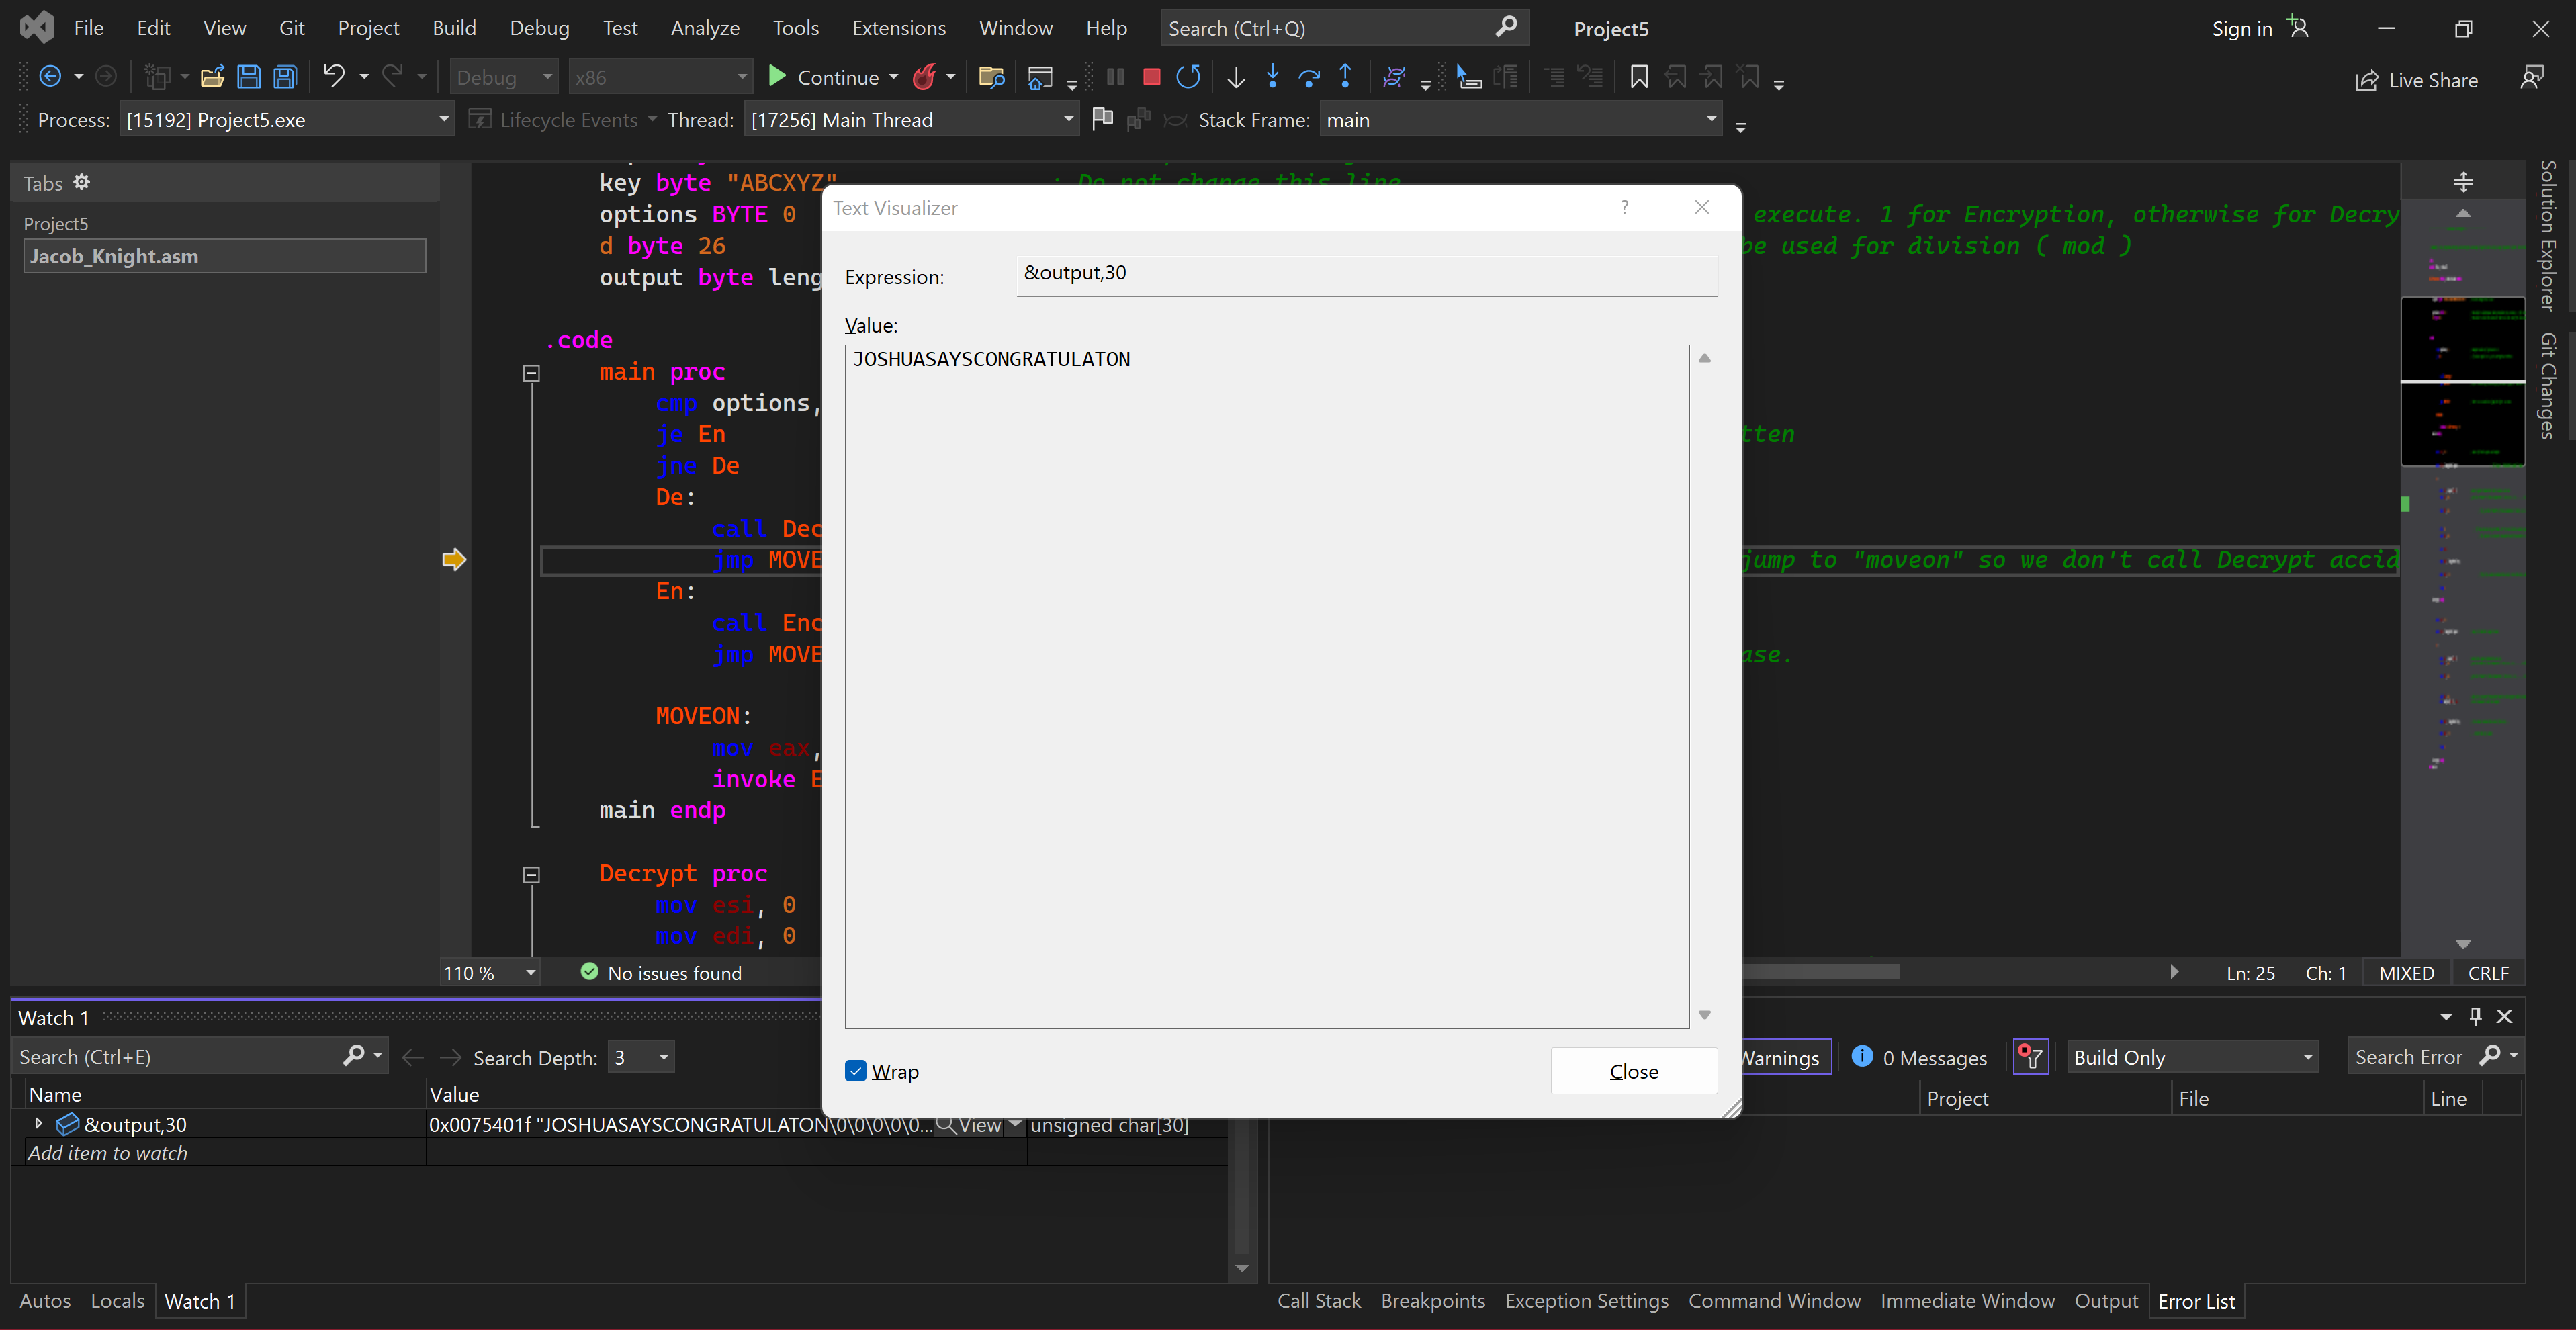 File Edit View Git Project Build Debug Test Analyze Tools Extensions Window Help Search (Ctrl+Q) Project5 Sign in
Debug x86 Continue Live Share
Process: [15192] Project5.exe Lifecycle Events Thread: [17256] Main Thread Stack Frame: main
Tabs
Project5
Jacob_Knight.asm
key byte "ABCXYZ" ; Do not change this line
options BYTE 0 execute. 1 for Encryption, otherwise for Decry
d byte 26 be used for division ( mod )
output byte leng
.code
main proc
cmp options,
je En tten
jne De
De:
call Dec
jmp MOVE jump to "moveon" so we don't call Decrypt accid
En:
call Enc
jmp MOVE ase.
MOVEON:
mov eax,
invoke E
main endp
Decrypt proc
mov esi, 0
mov edi, 0
110 % No issues found Ln: 25 Ch: 1 MIXED CRLF
Text Visualizer ?
Expression: &output,30
Value:
JOSHUASAYSCONGRATULATON
Wrap Close
Solution Explorer
Git Changes
Watch 1
Search (Ctrl+E) Search Depth: 3
Name Value
&output,30 0x0075401f "JOSHUASAYSCONGRATULATON\0\0\0\0\0... View unsigned char[30]
Add item to watch
Warnings 0 Messages Build Only Search Error
Project File Line
Autos Locals Watch 1
Call Stack Breakpoints Exception Settings Command Window Immediate Window Output Error List